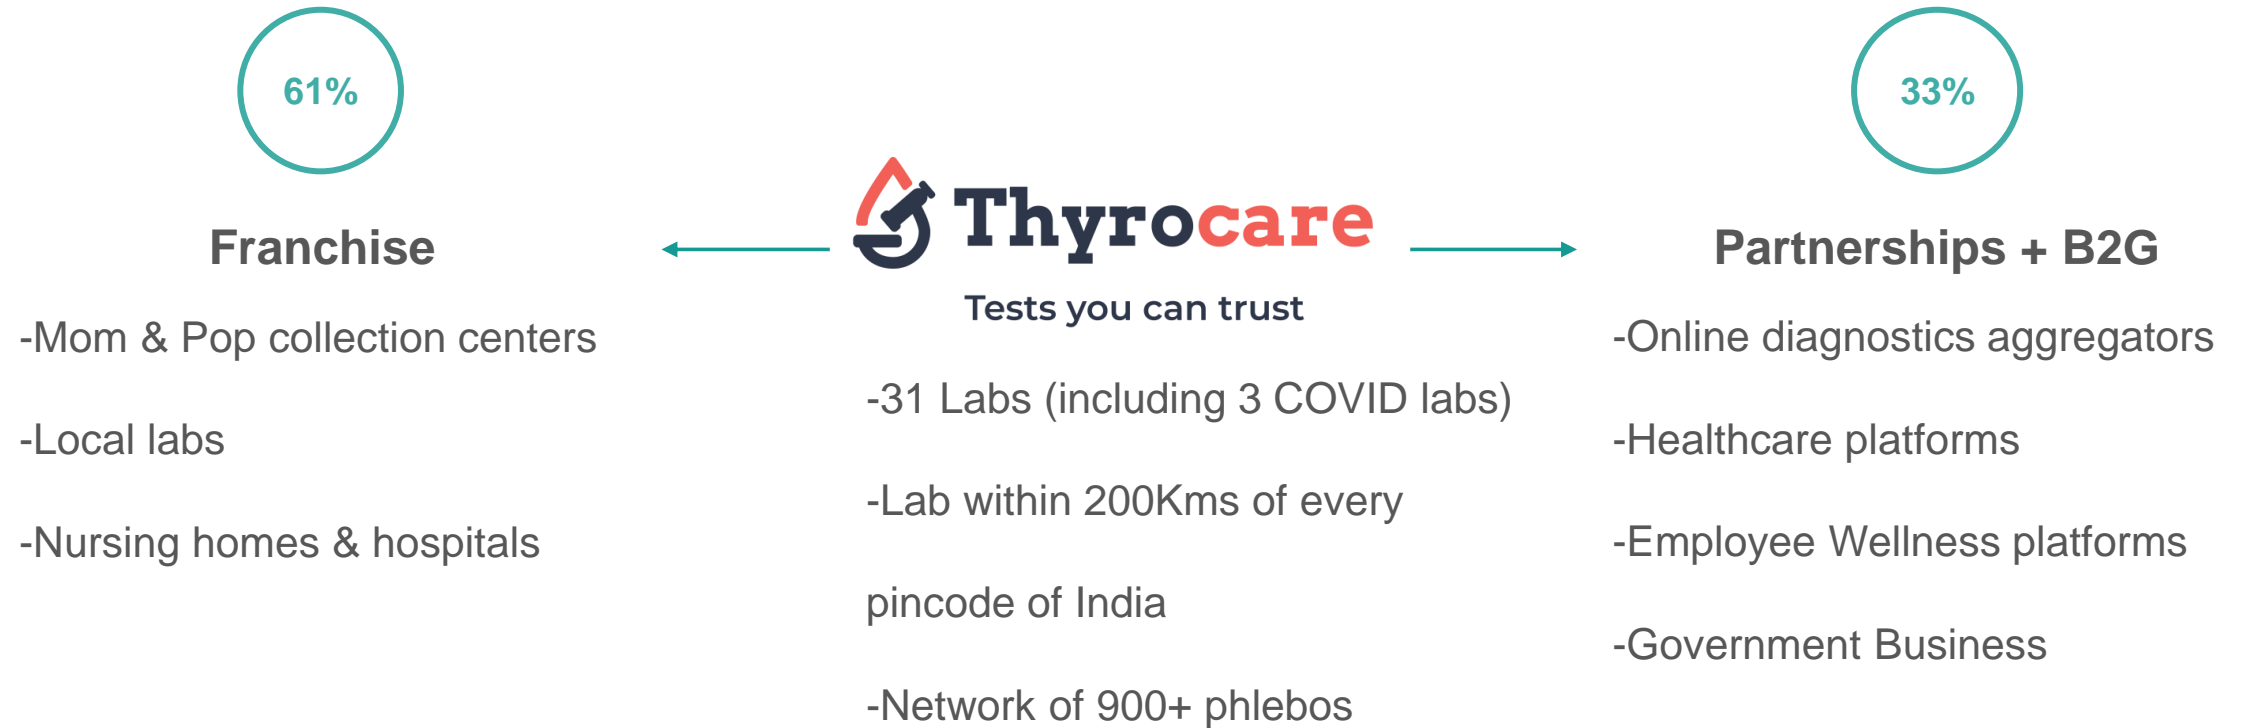 61%
Franchise
-Mom & Pop collection centers
-Local labs
-Nursing homes & hospitals
Thyrocare
Tests you can trust
-31 Labs (including 3 COVID labs)
-Lab within 200Kms of every
pincode of India
-Network of 900+ phlebos
33%
Partnerships + B2G
-Online diagnostics aggregators
-Healthcare platforms
-Employee Wellness platforms
-Government Business